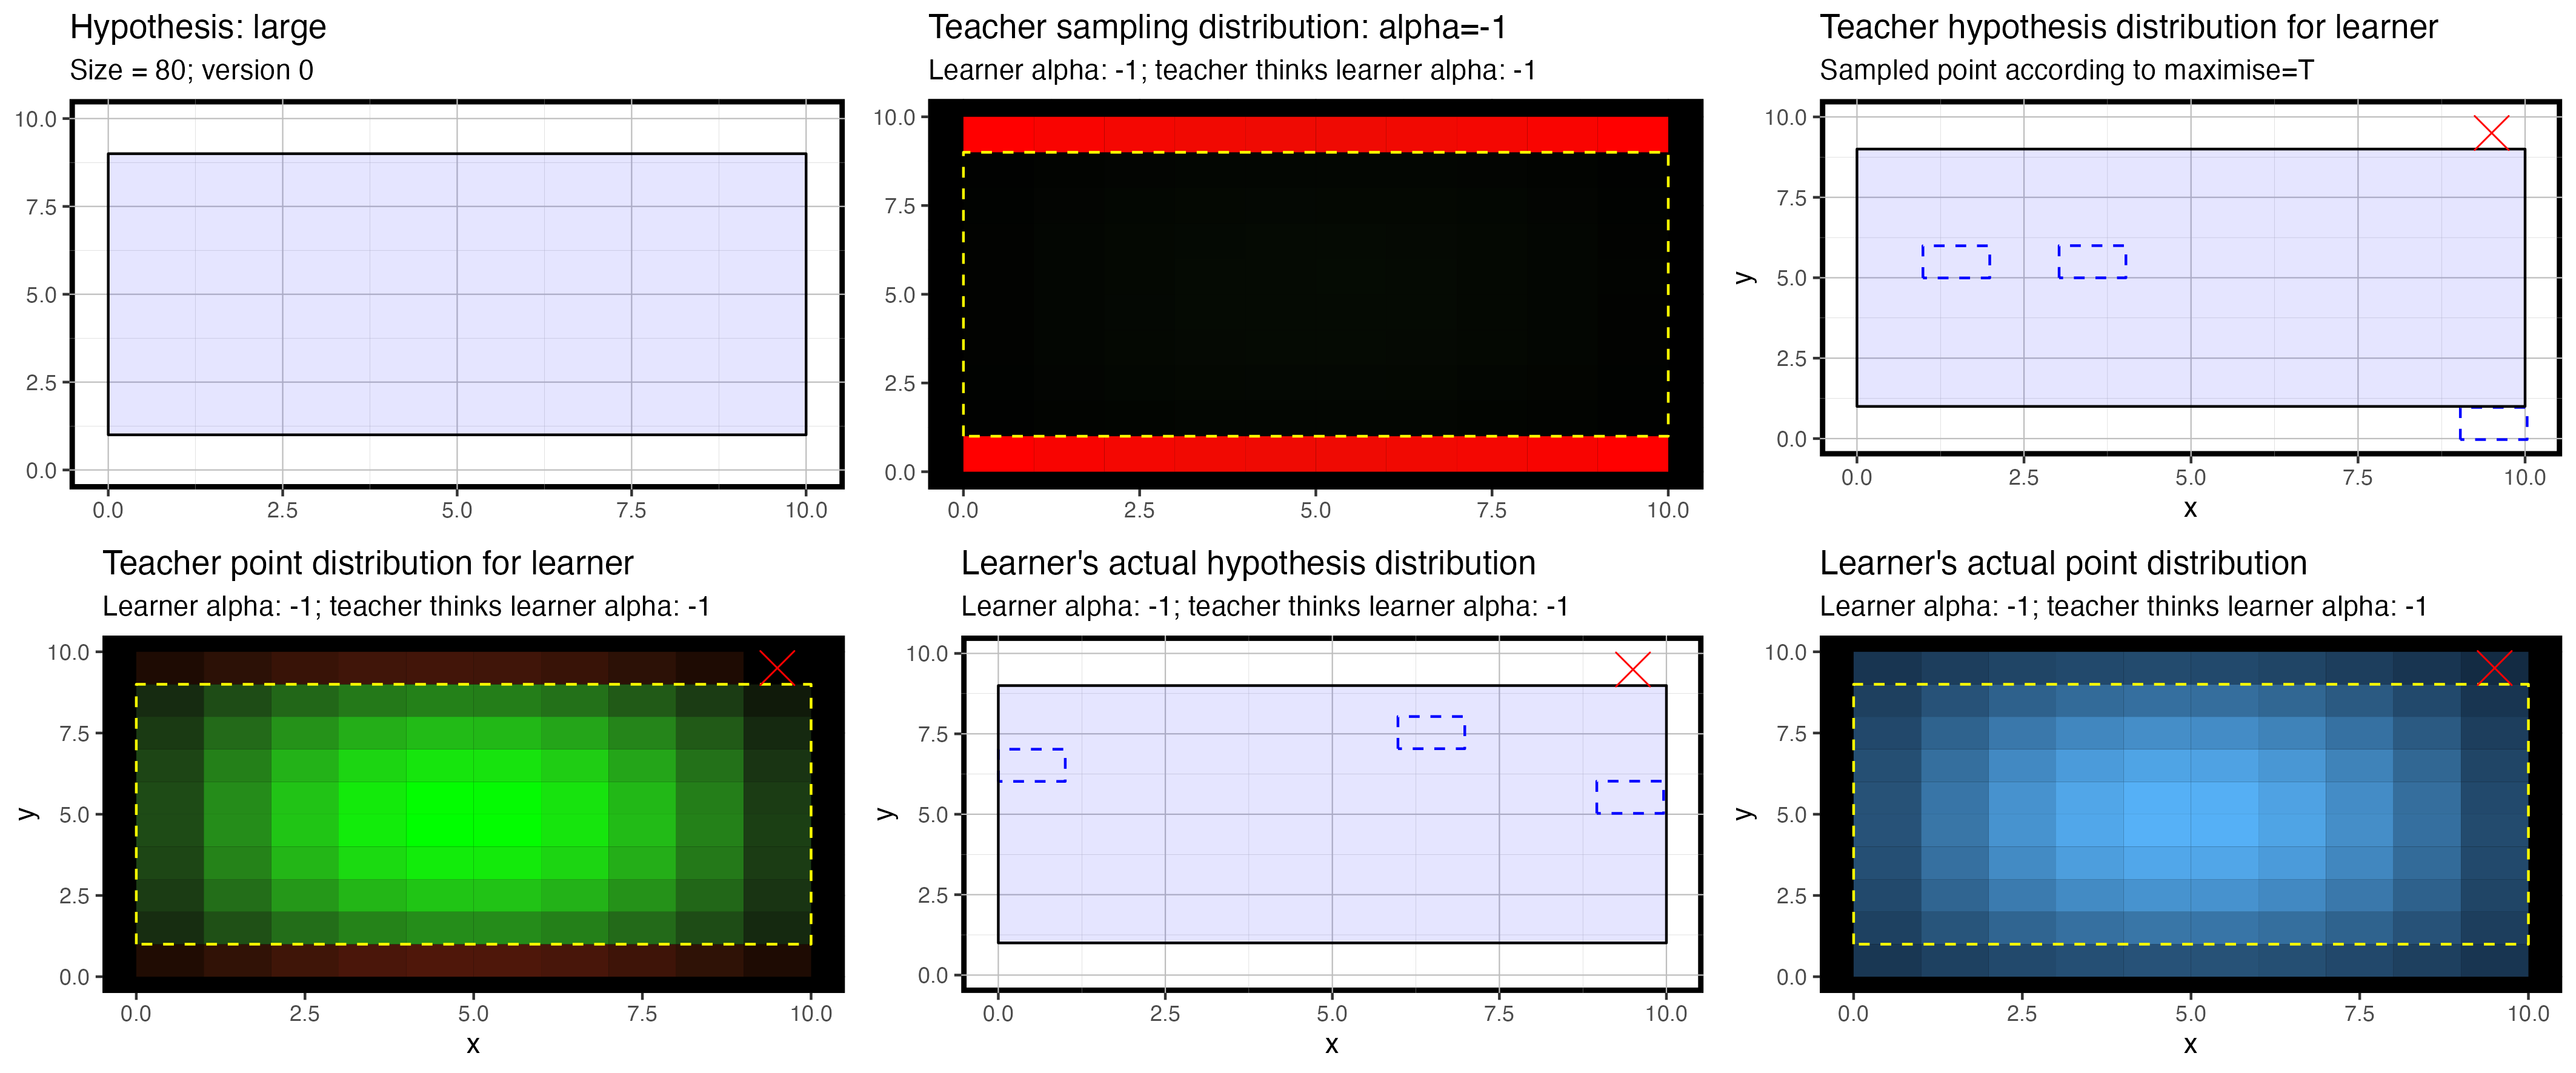 Hypothesis: large
Size = 80; version 0
10.0
7.5
5.0
2.5
0.0
0.0 2.5 5.0 7.5 10.0
Teacher sampling distribution: alpha=-1
Learner alpha: -1; teacher thinks learner alpha: -1
10.0
7.5
5.0
2.5
0.0
0.0 2.5 5.0 7.5 10.0
Teacher hypothesis distribution for learner
Sampled point according to maximise=T
y
10.0
7.5
5.0
2.5
0.0
0.0 2.5 5.0 7.5 10.0
x
Teacher point distribution for learner
Learner alpha: -1; teacher thinks learner alpha: -1
y
10.0
7.5
5.0
2.5
0.0
0.0 2.5 5.0 7.5 10.0
x
Learner's actual hypothesis distribution
Learner alpha: -1; teacher thinks learner alpha: -1
y
10.0
7.5
5.0
2.5
0.0
0.0 2.5 5.0 7.5 10.0
x
Learner's actual point distribution
Learner alpha: -1; teacher thinks learner alpha: -1
y
10.0
7.5
5.0
2.5
0.0
0.0 2.5 5.0 7.5 10.0
x